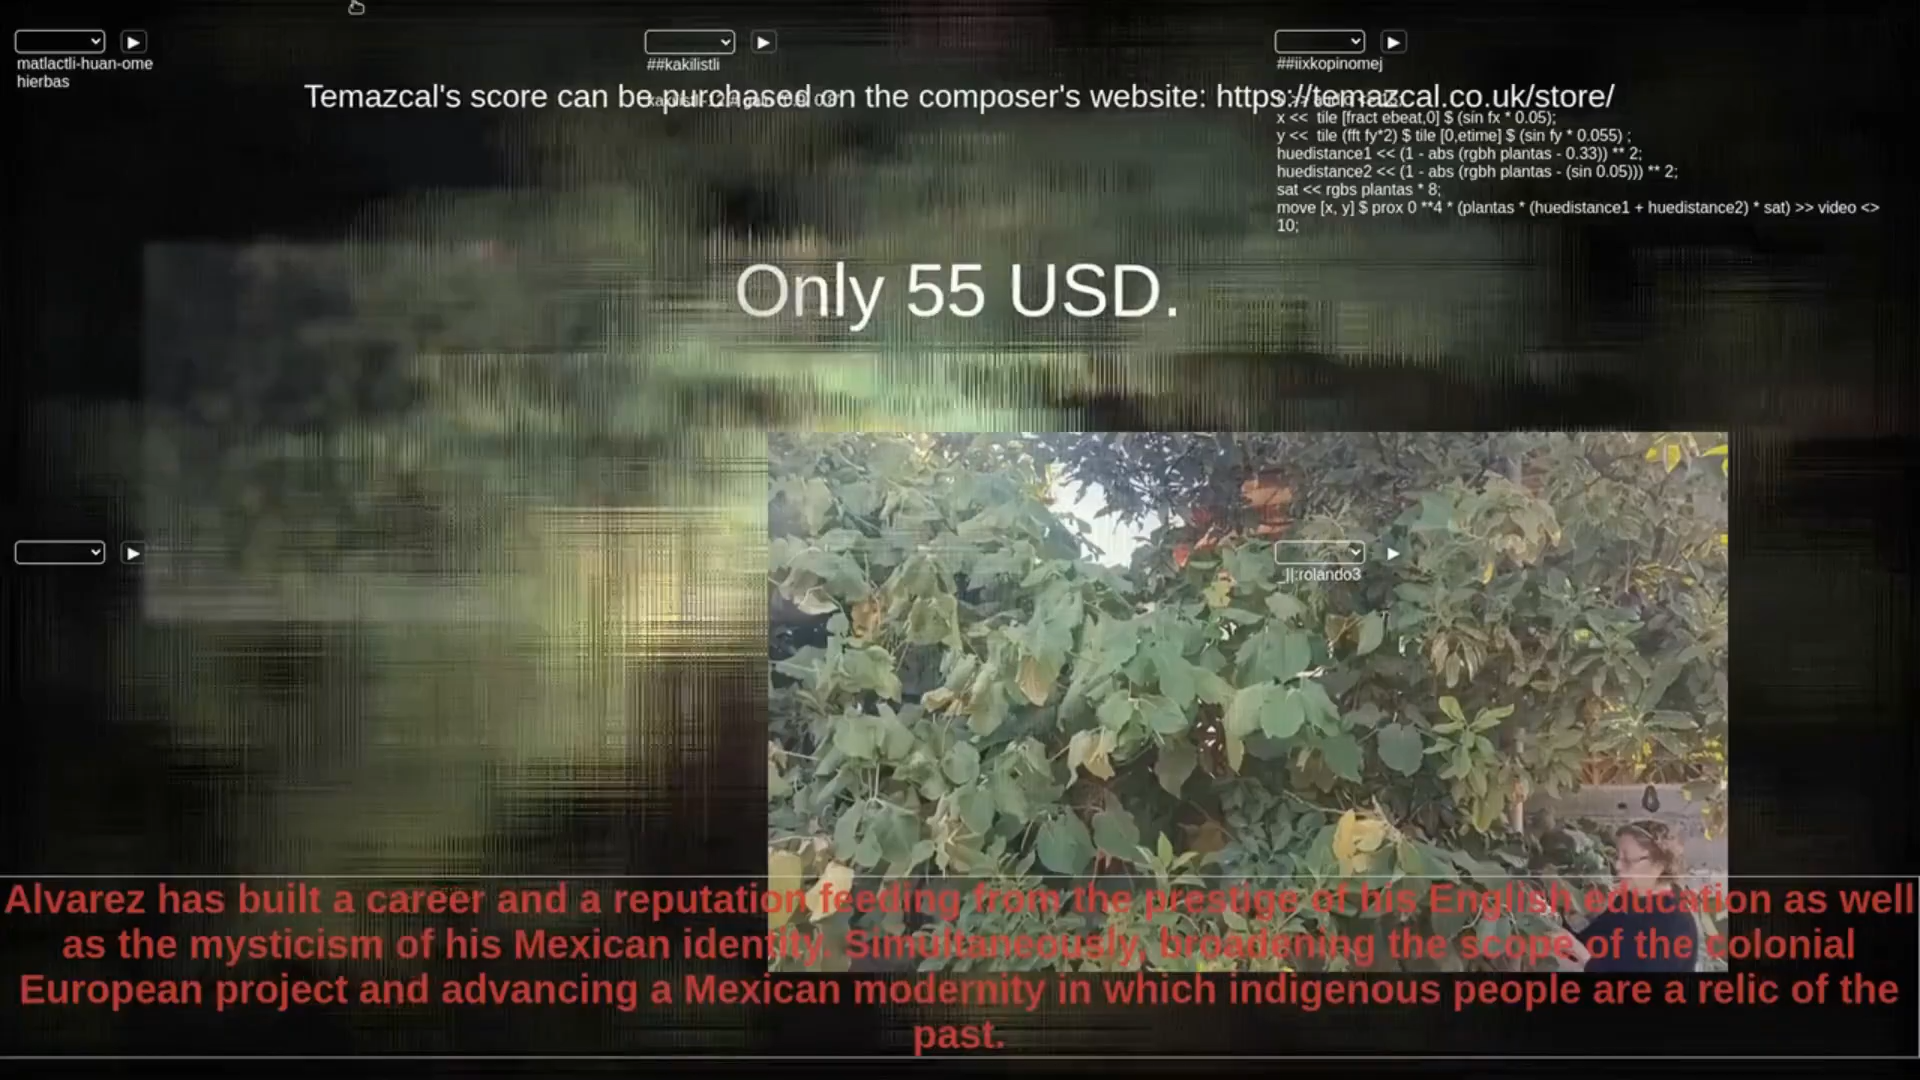 matlactli-huan-ome
hierbas
##kakilistli
##iixkopinomej
Temazcal's score can be purchased on the composer's website: https://temazcal.co.uk/store/
x << tile [fract ebeat,0] $ (sin fx * 0.05);
y << tile (fft fy*2) $ tile [0,etime] $ (sin fy * 0.055) ;
huedistance1 << (1 - abs (rgbh plantas - 0.33)) ** 2;
huedistance2 << (1 - abs (rgbh plantas - (sin 0.05))) ** 2;
sat << rgbs plantas * 8;
move [x, y] $ prox 0 **4 * (plantas * (huedistance1 + huedistance2) * sat) >> video <>
10;
Only 55 USD.
_||:rolando3
Alvarez has built a career and a reputation feeding from the prestige of his English education as well
as the mysticism of his Mexican identity. Simultaneously, broadening the scope of the colonial
European project and advancing a Mexican modernity in which indigenous people are a relic of the
past.